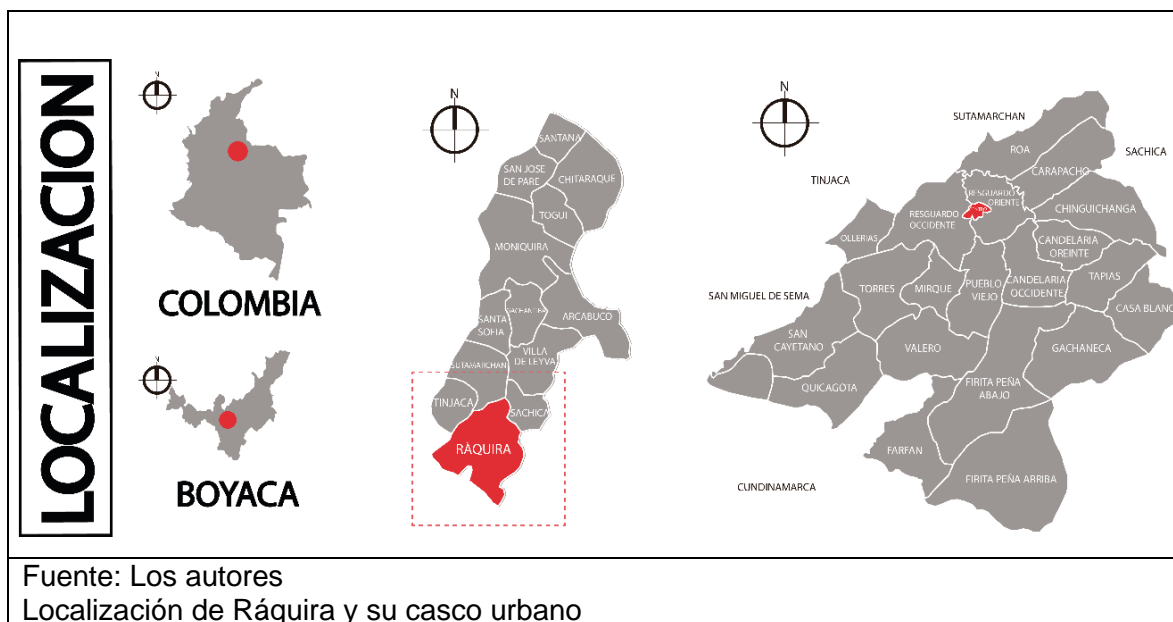 LOCALIZACION
N
COLOMBIA
N
BOYACA
N
SANTANA
SAN JOSE
DE PARE
CHITARAQUE
TOGUI
MONIQUIRA
SANTA
SOFIA
ARCABUCO
VILLA
DE LEYVA
SUTAMARCHAN
TINJACA
SACHICA
RÀQUIRA
N
SUTAMARCHAN
SACHICA
TINJACA
SAN MIGUEL DE SEMA
CUNDINAMARCA
ROA
CARAPACHO
RESGUARDO
ORIENTE
CHINGUICHANGA
RESGUARDO
OCCIDENTE
OLLERIAS
CANDELARIA
OREINTE
TORRES
MIRQUE
PUEBLO
VIEJO
CANDELARIA
OCCIDENTE
TAPIAS
CASA BLANC
SAN
CAYETANO
VALERO
GACHANECA
QUICAGOTA
FIRITA PEÑA
ABAJO
FARFAN
FIRITA PEÑA ARRIBA
Fuente: Los autores
Localización de Ráquira y su casco urbano